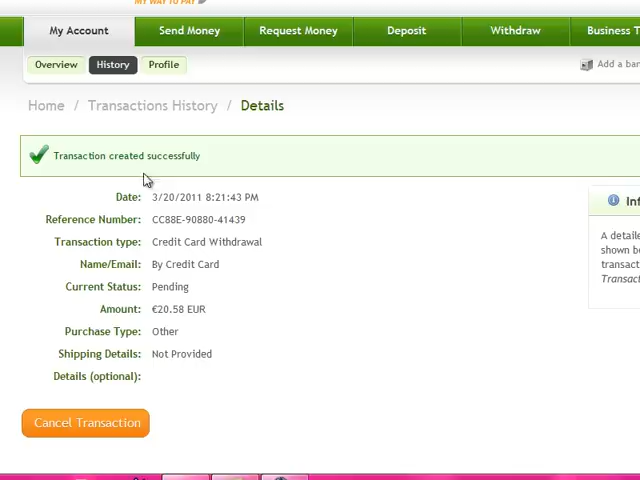 MY WAY TO PAY
My Account Send Money Request Money Deposit Withdraw Business
Overview History Profile Add a
Home / Transactions History / Details
Transaction created successfully
Date: 3/20/2011 8:21:43 PM
Reference Number: CC88E-90880-41439
Transaction type: Credit Card Withdrawal
Name/Email: By Credit Card
Current Status: Pending
Amount: €20.58 EUR
Purchase Type: Other
Shipping Details: Not Provided
Details (optional):
Cancel Transaction
A
shown